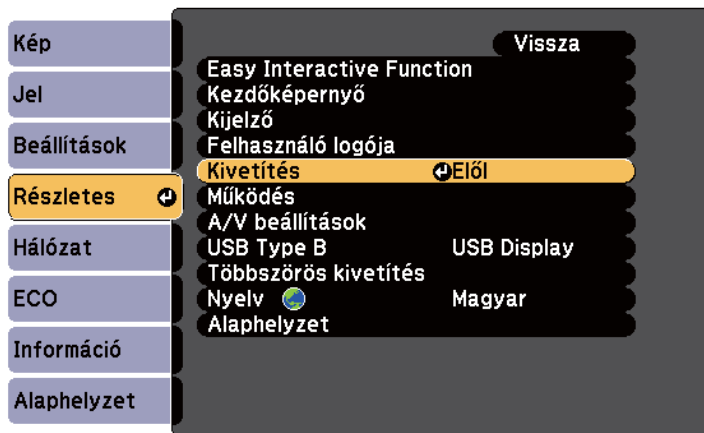 Kép
Jel
Beállítások
Részletes
Hálózat
ECO
Információ
Alaphelyzet
Vissza
Easy Interactive Function
Kezdőképernyő
Kijelző
Felhasználó logója
Kivetítés Elől
Működés
A/V beállítások
USB Type B USB Display
Többszörös kivetítés
Nyelv Magyar
Alaphelyzet